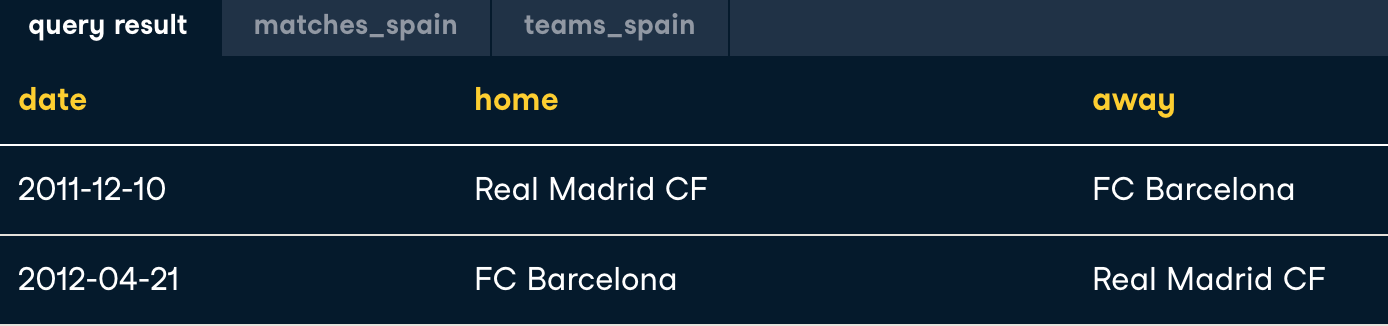 query result matches_spain teams_spain
date home away
2011-12-10 Real Madrid CF FC Barcelona
2012-04-21 FC Barcelona Real Madrid CF